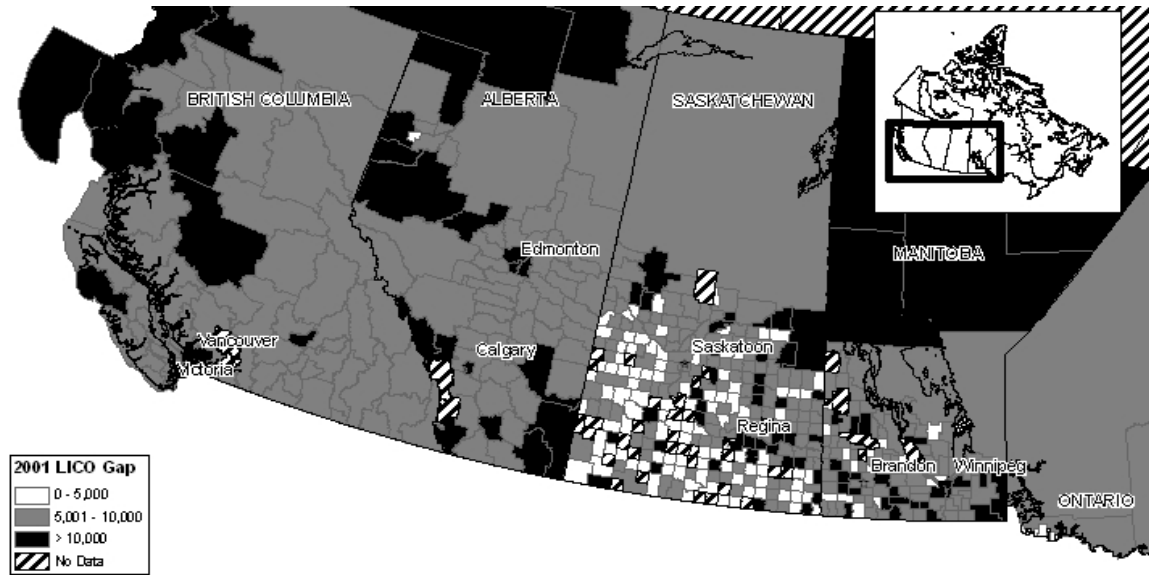 BRITISH COLUMBIA
ALBERTA
SASKATCHEWAN
MANITOBA
Edmonton
Vancouver
Victoria
Calgary
Saskatoon
Regina
Brandon
Winnipeg
ONTARIO
2001 LICO Gap
0 - 5,000
5,001 - 10,000
> 10,000
No Data